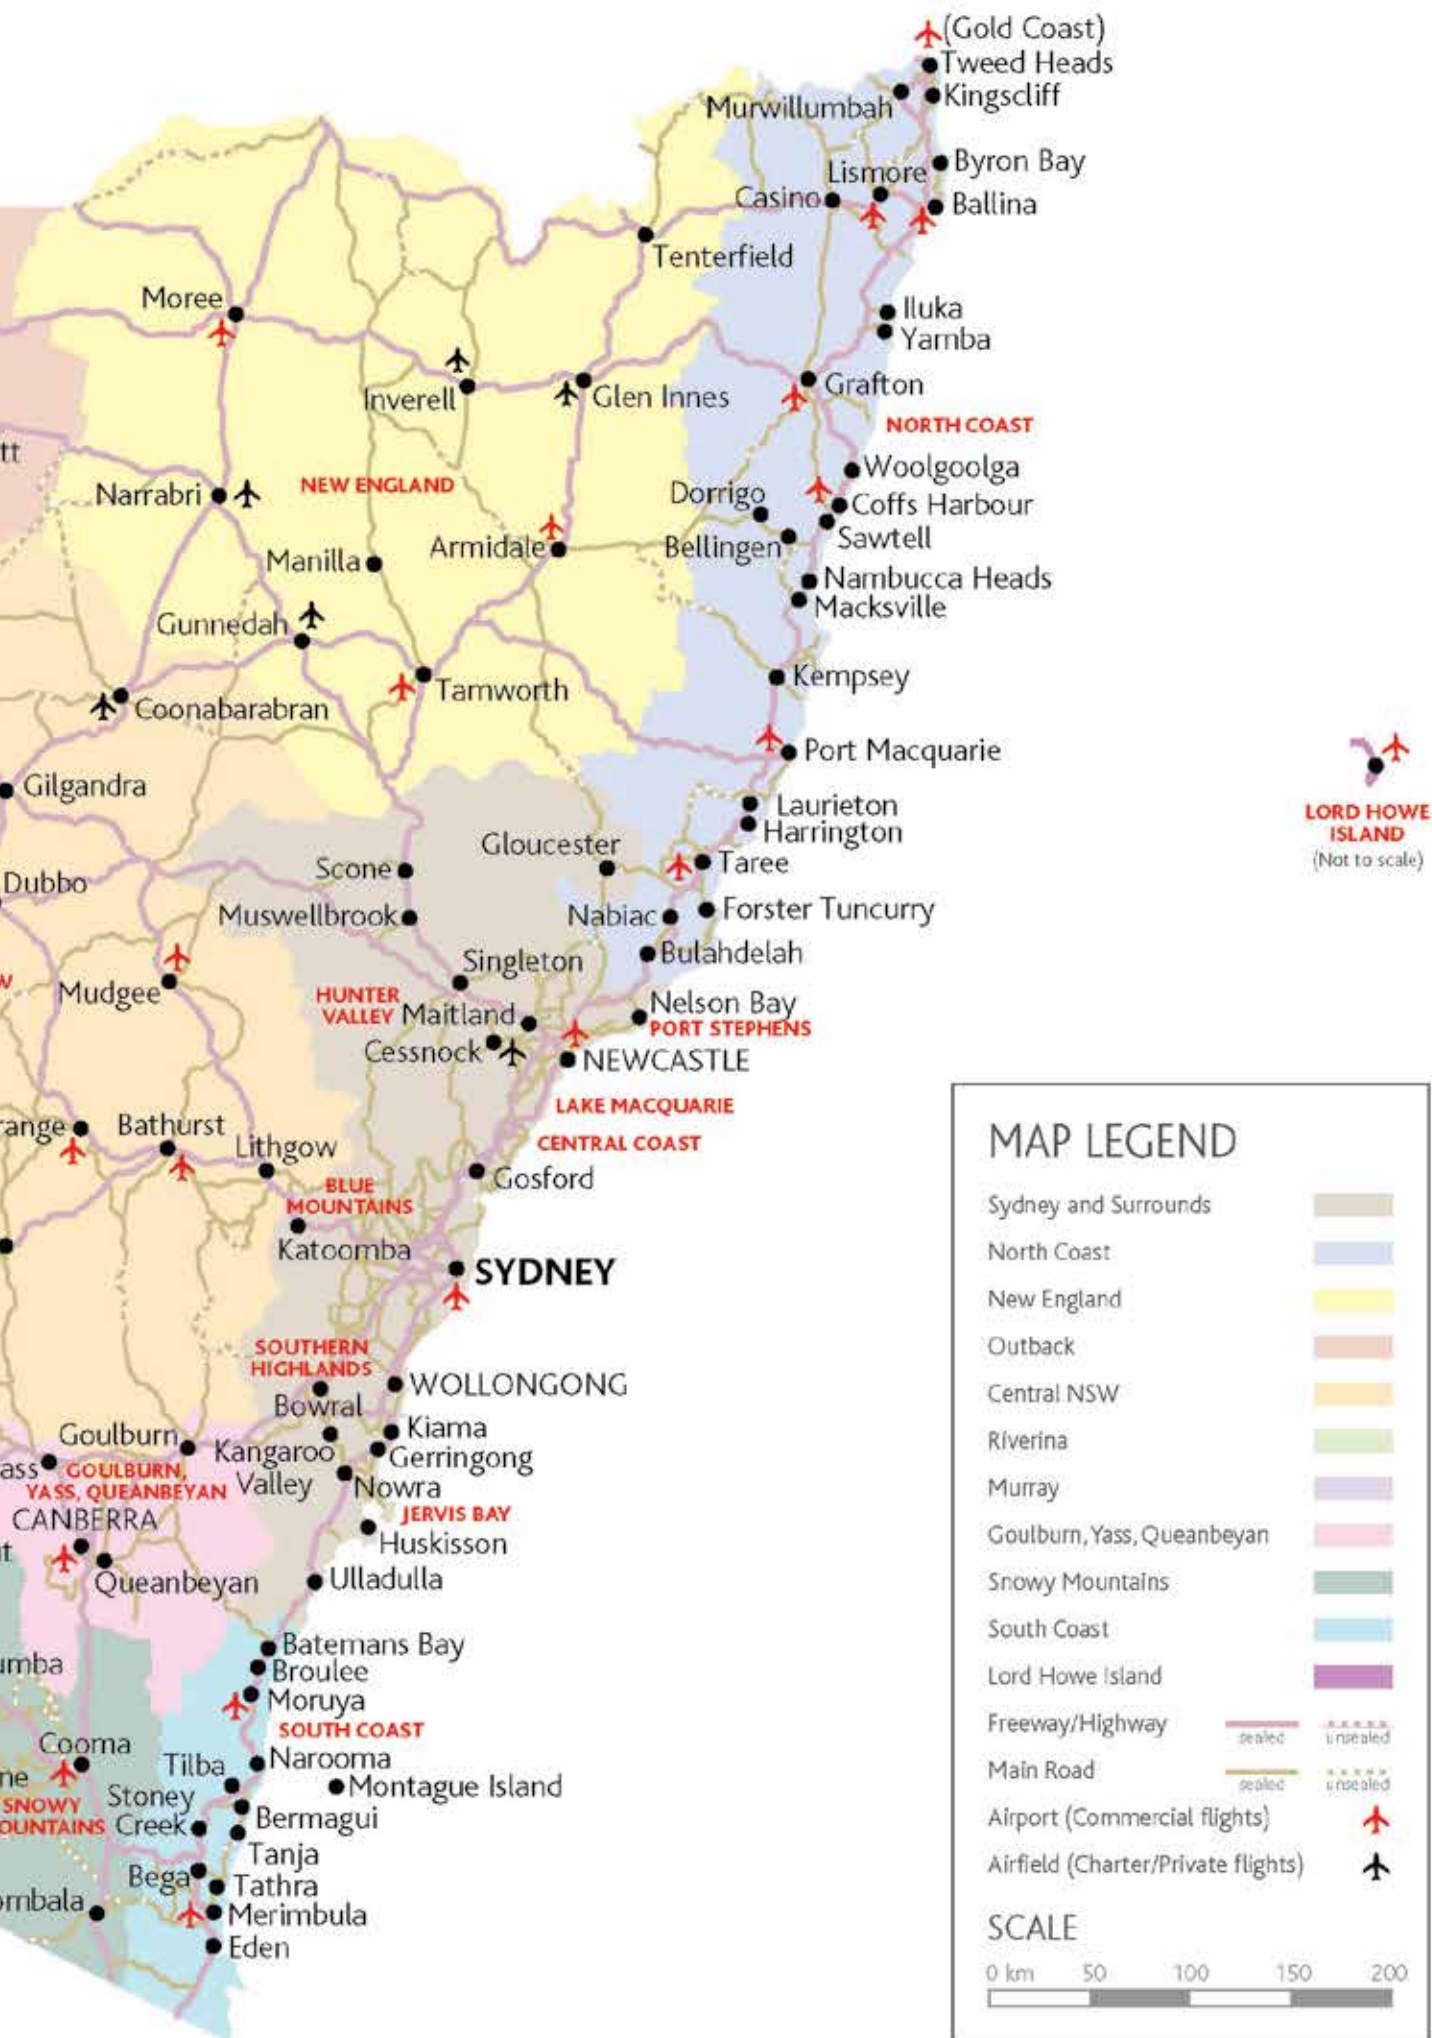 (Gold Coast)
Tweed Heads
Murwillumbah
Kingscliff
Byron Bay
Lismore
Casino
Ballina
Tenterfield
Moree
Iluka
Yamba
Inverell
Glen Innes
Grafton
NORTH COAST
tt
Woolgoolga
NEW ENGLAND
Narrabri
Dorrigo
Coffs Harbour
Armidale
Bellingen
Sawtell
Manilla
Nambucca Heads
Macksville
Gunnedah
Kempsey
Tamworth
Coonabarabran
Port Macquarie
Gilgandra
Laurieton
LORD HOWE
ISLAND
(Not to scale)
Harrington
Gloucester
Scone
Taree
Dubbo
Muswellbrook
Nabiac
Forster Tuncurry
Singleton
Bulahdelah
W
Mudgee
HUNTER
VALLEY
Maitland
Nelson Bay
PORT STEPHENS
Cessnock
NEWCASTLE
LAKE MACQUARIE
range
Bathurst
Lithgow
CENTRAL COAST
Gosford
BLUE
MOUNTAINS
Katoomba
SYDNEY
SOUTHERN
HIGHLANDS
WOLLONGONG
Bowral
Kiama
Goulburn
Kangaroo
Valley
Gerringong
ass
GOULBURN,
YASS, QUEANBEYAN
Nowra
CANBERRA
JERVIS BAY
Huskisson
Queanbeyan
Ulladulla
Batemans Bay
umba
Broulee
Moruya
SOUTH COAST
Cooma
Tilba
Narooma
ne
Montague Island
SNOWY
OUNTAINS
Stoney
Creek
Bermagui
Tanja
Bega
Tathra
ombala
Merimbula
Eden
MAP LEGEND
Sydney and Surrounds
North Coast
New England
Outback
Central NSW
Riverina
Murray
Goulburn, Yass, Queanbeyan
Snowy Mountains
South Coast
Lord Howe Island
Freeway/Highway
sealed
unsealed
Main Road
sealed
unsealed
Airport (Commercial flights)
Airfield (Charter/Private flights)
SCALE
0 km 50 100 150 200